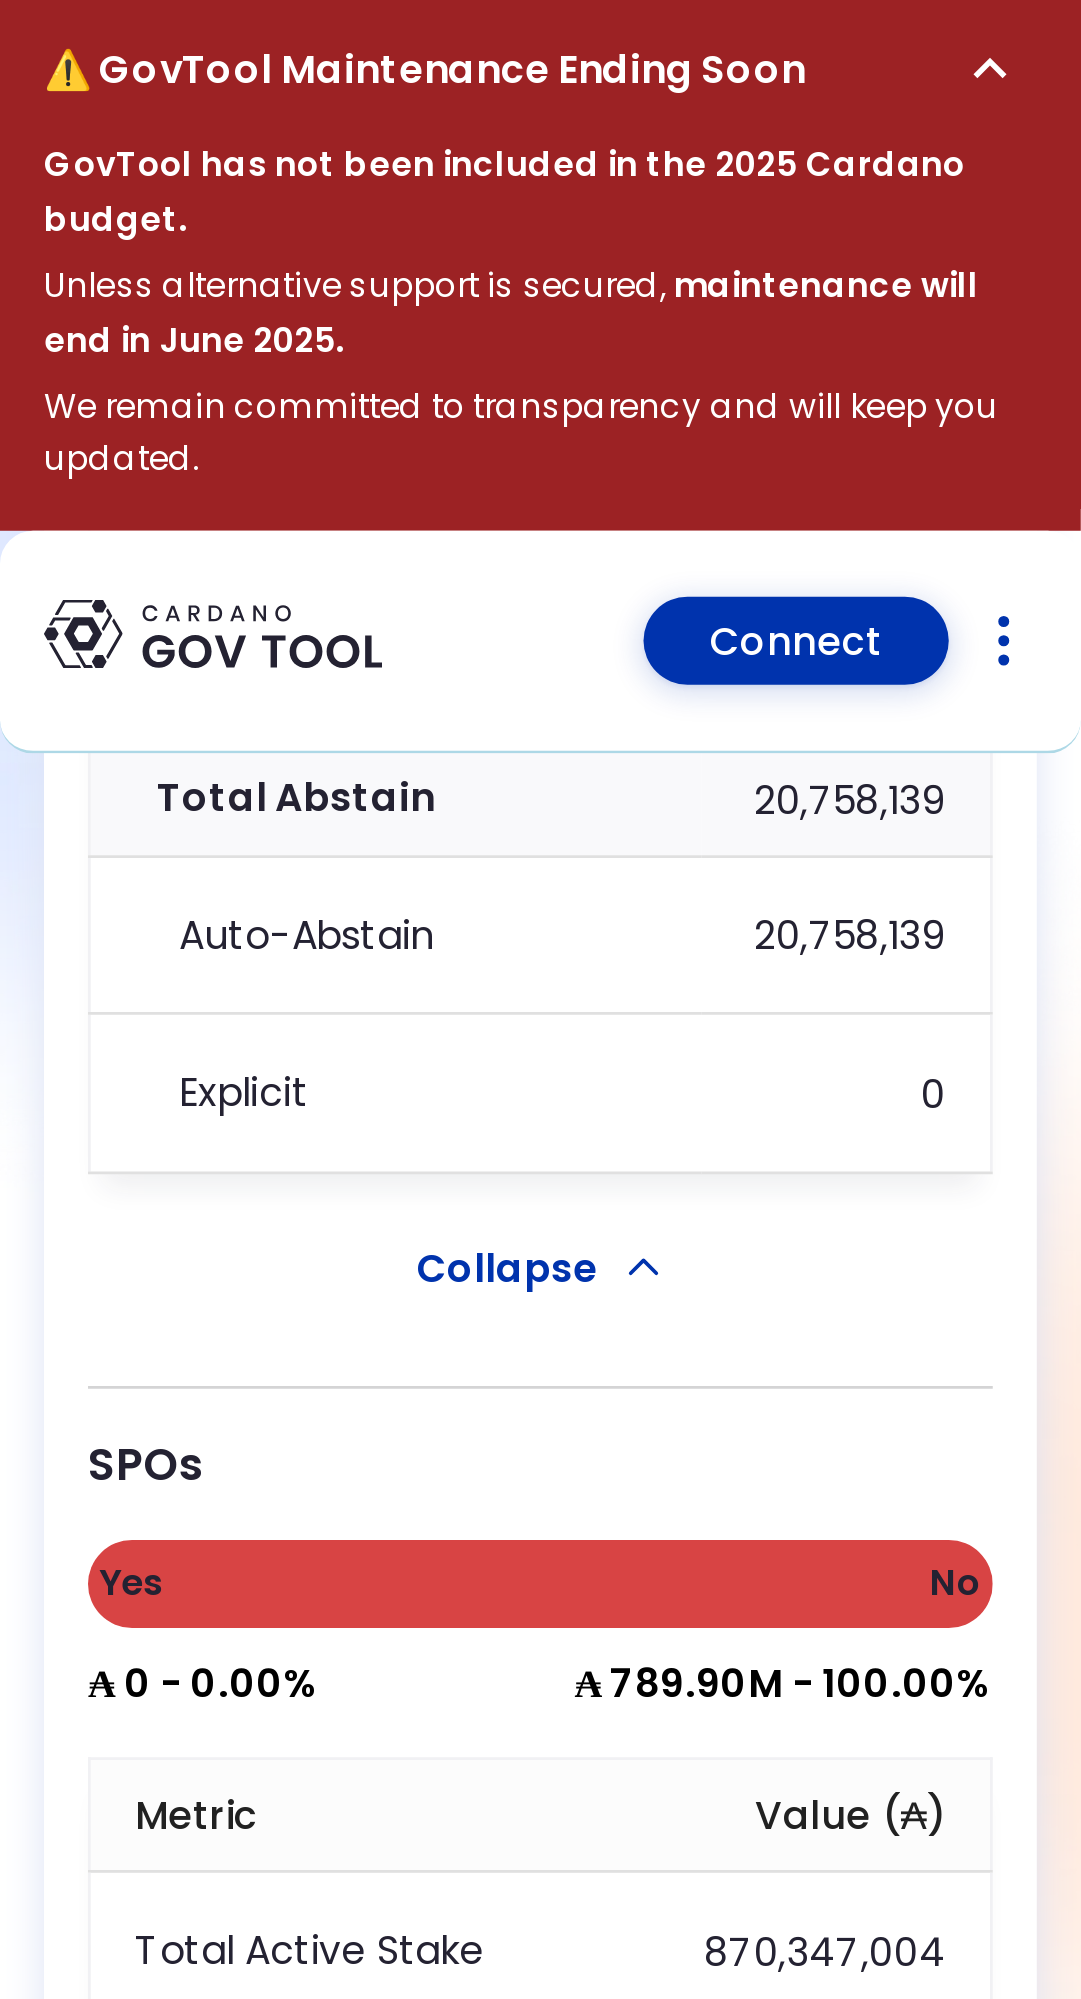 ⚠️ GovTool Maintenance Ending Soon
GovTool has not been included in the 2025 Cardano
budget.
Unless alternative support is secured, maintenance will
end in June 2025.
We remain committed to transparency and will keep you
updated.
CARDANO
GOV TOOL
Connect
Total Abstain 20,758,139
Auto-Abstain 20,758,139
Explicit 0
Collapse
SPOs
Yes No
₳ 0 - 0.00% ₳ 789.90M - 100.00%
Metric Value (₳)
Total Active Stake 870,347,004